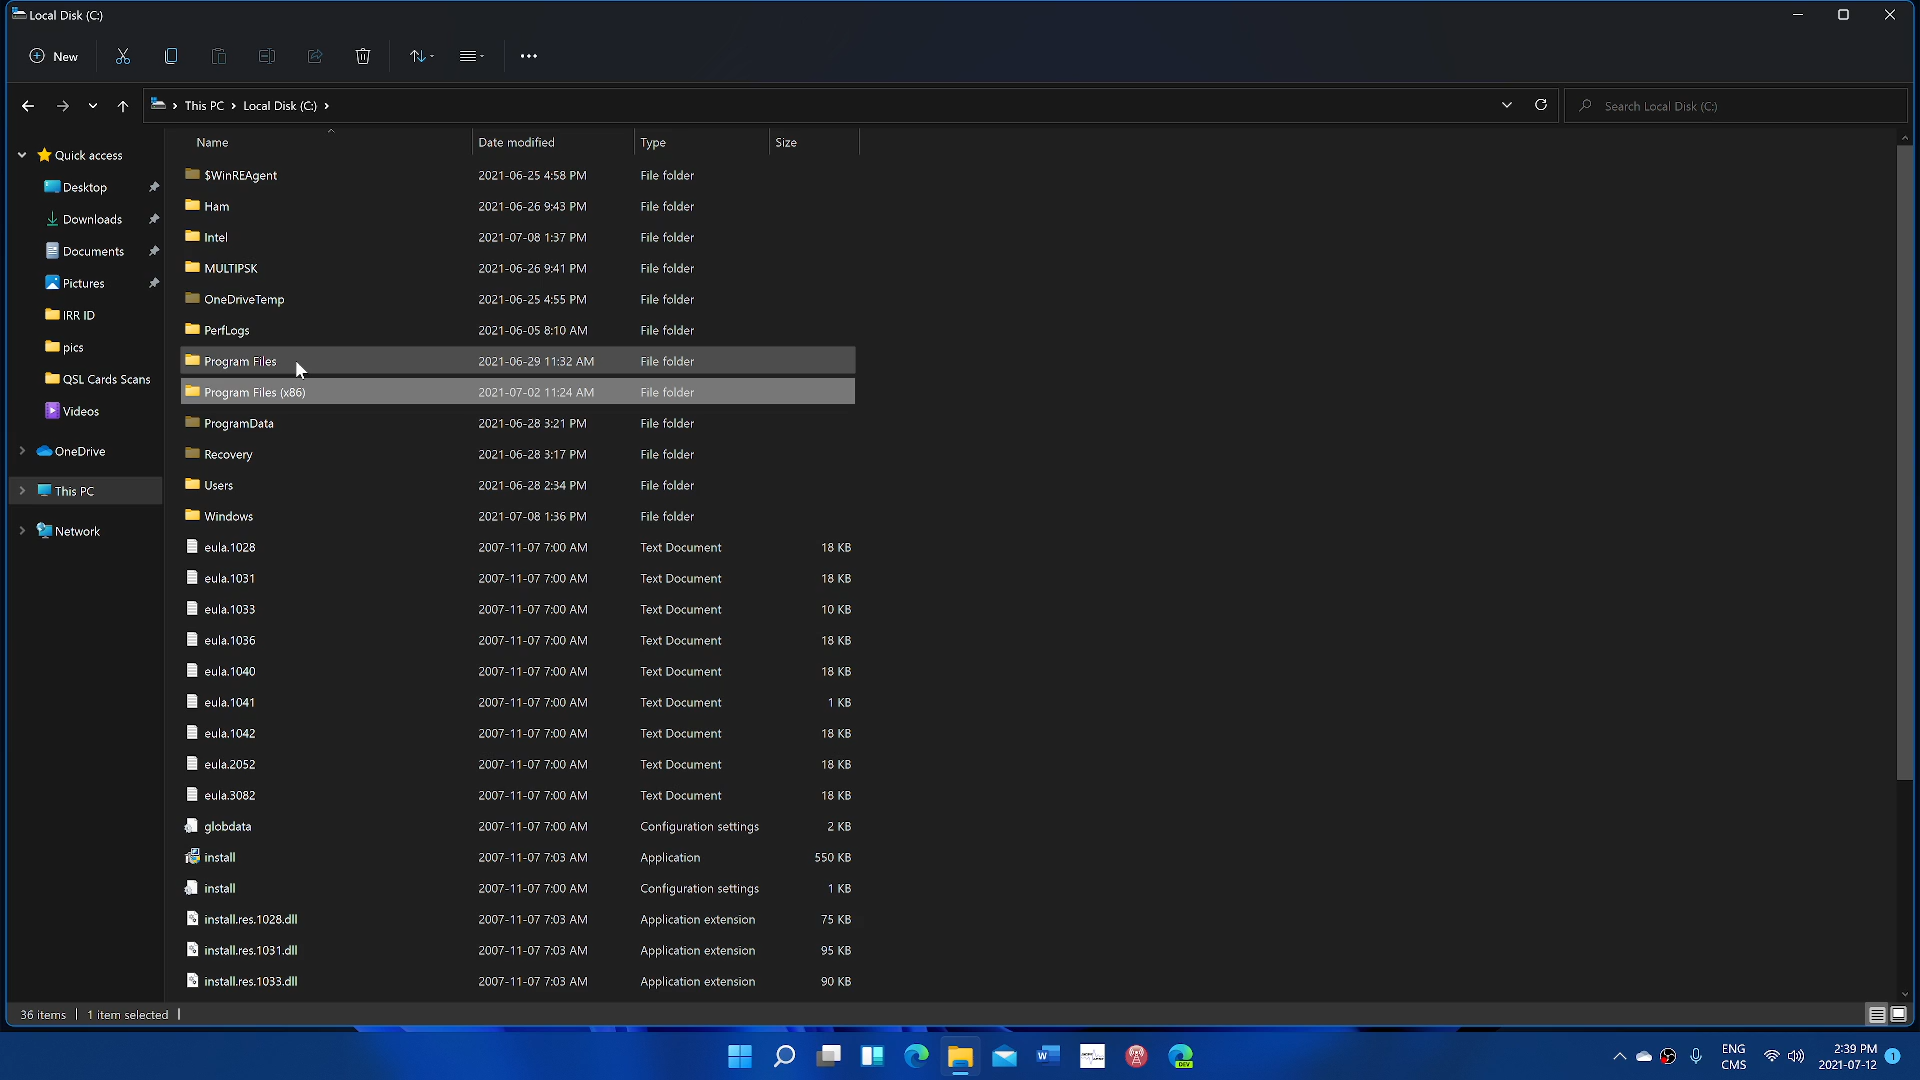 Local Disk (C:)
New
This PC Local Disk (C:)
Search Local Disk (C:)
Name Date modified Type Size
Quick access
Desktop
Downloads
Documents
Pictures
IRR ID
pics
QSL Cards Scans
Videos
OneDrive
This PC
Network
$WinREAgent 2021-06-25 4:58 PM File folder
Ham 2021-06-26 9:43 PM File folder
Intel 2021-07-08 1:37 PM File folder
MULTIPSK 2021-06-26 9:41 PM File folder
OneDriveTemp 2021-06-25 4:55 PM File folder
PerfLogs 2021-06-05 8:10 AM File folder
Program Files 2021-06-29 11:32 AM File folder
Program Files (x86) 2021-07-02 11:24 AM File folder
ProgramData 2021-06-28 3:21 PM File folder
Recovery 2021-06-28 3:17 PM File folder
Users 2021-06-28 2:34 PM File folder
Windows 2021-07-08 1:36 PM File folder
eula.1028 2007-11-07 7:00 AM Text Document 18 KB
eula.1031 2007-11-07 7:00 AM Text Document 18 KB
eula.1033 2007-11-07 7:00 AM Text Document 10 KB
eula.1036 2007-11-07 7:00 AM Text Document 18 KB
eula.1040 2007-11-07 7:00 AM Text Document 18 KB
eula.1041 2007-11-07 7:00 AM Text Document 1 KB
eula.1042 2007-11-07 7:00 AM Text Document 18 KB
eula.2052 2007-11-07 7:00 AM Text Document 18 KB
eula.3082 2007-11-07 7:00 AM Text Document 18 KB
globdata 2007-11-07 7:00 AM Configuration settings 2 KB
install 2007-11-07 7:03 AM Application 550 KB
install 2007-11-07 7:00 AM Configuration settings 1 KB
install.res.1028.dll 2007-11-07 7:03 AM Application extension 75 KB
install.res.1031.dll 2007-11-07 7:03 AM Application extension 95 KB
install.res.1033.dll 2007-11-07 7:03 AM Application extension 90 KB
36 items 1 item selected
DEV
ENG
CMS
2:39 PM
2021-07-12
1